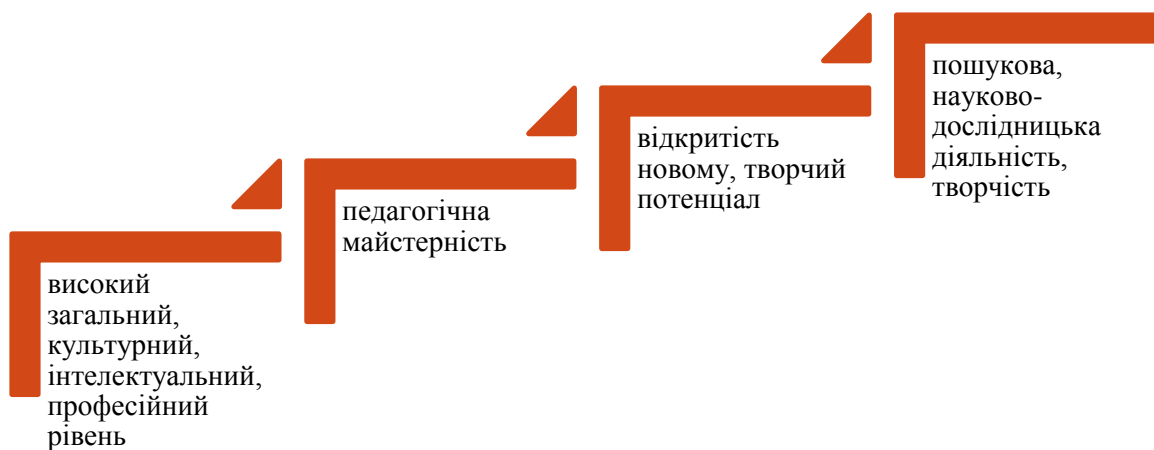 високий
загальний,
культурний,
інтелектуальний,
професійний
рівень
педагогічна
майстерність
відкритість
новому, творчий
потенціал
пошукова,
науково-
дослідницька
діяльність,
творчість